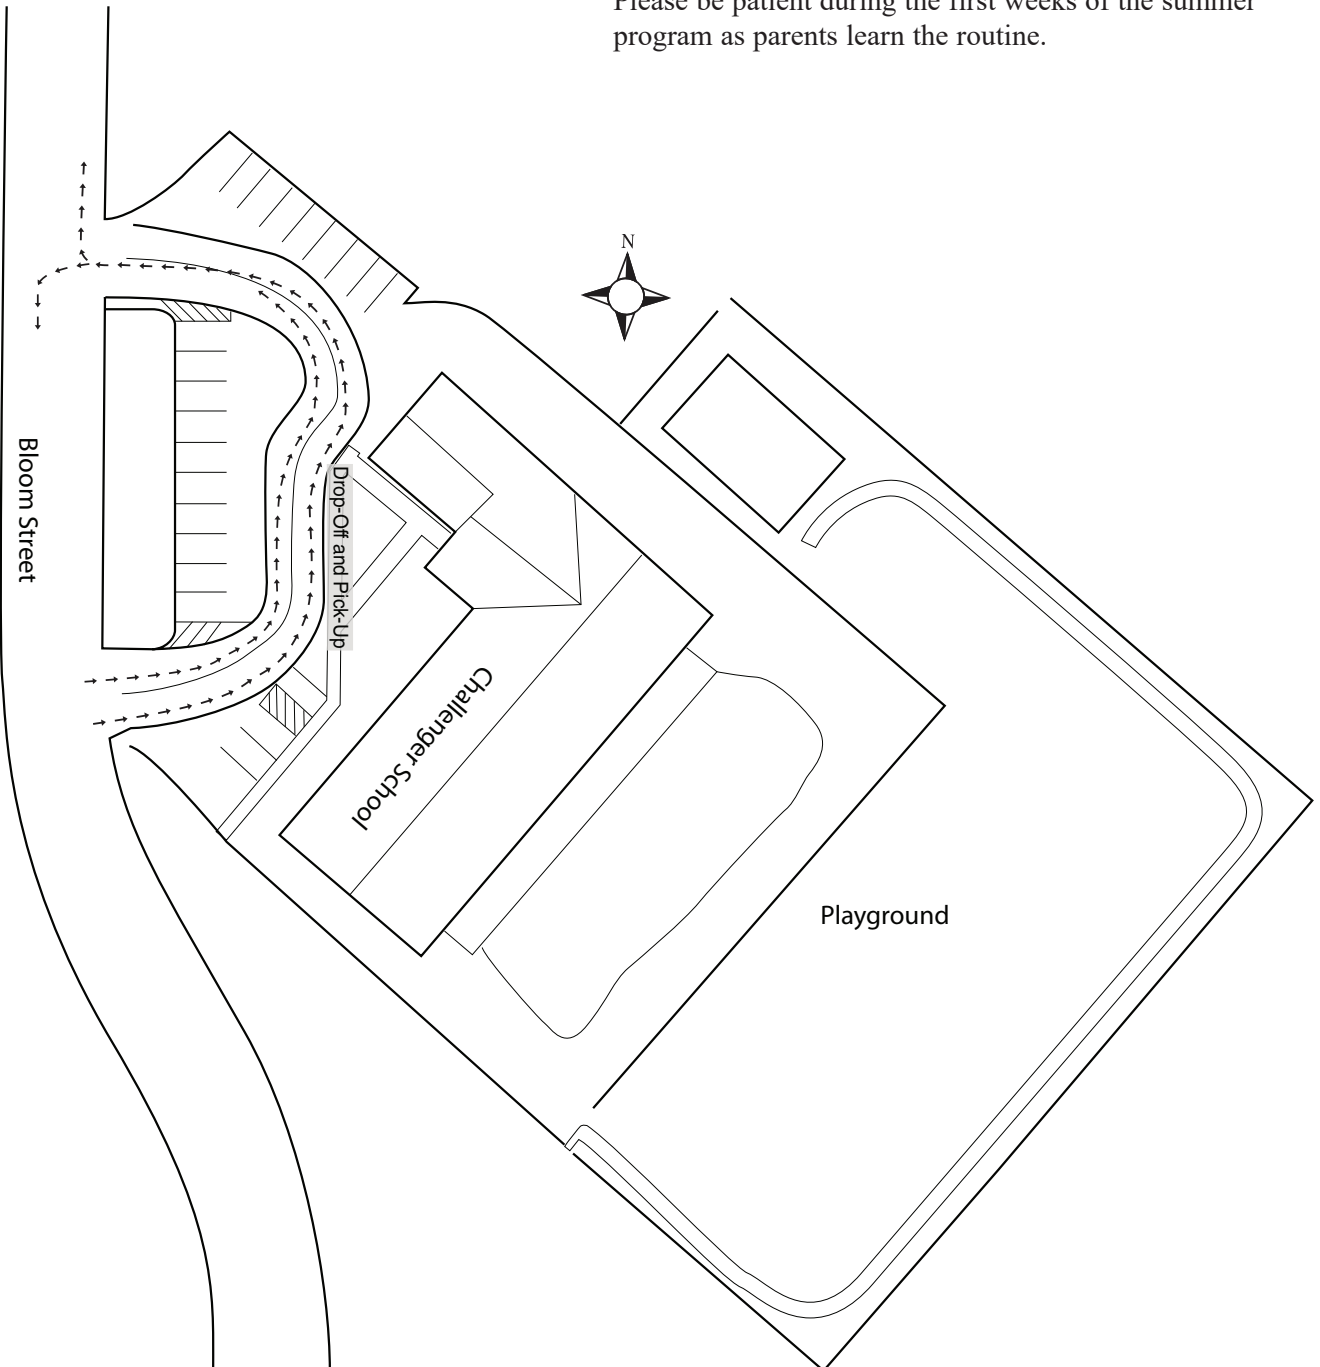 Please be patient during the first weeks of the summer
program as parents learn the routine.
N
Bloom Street
Drop-Off and Pick-Up
Challenger School
Playground